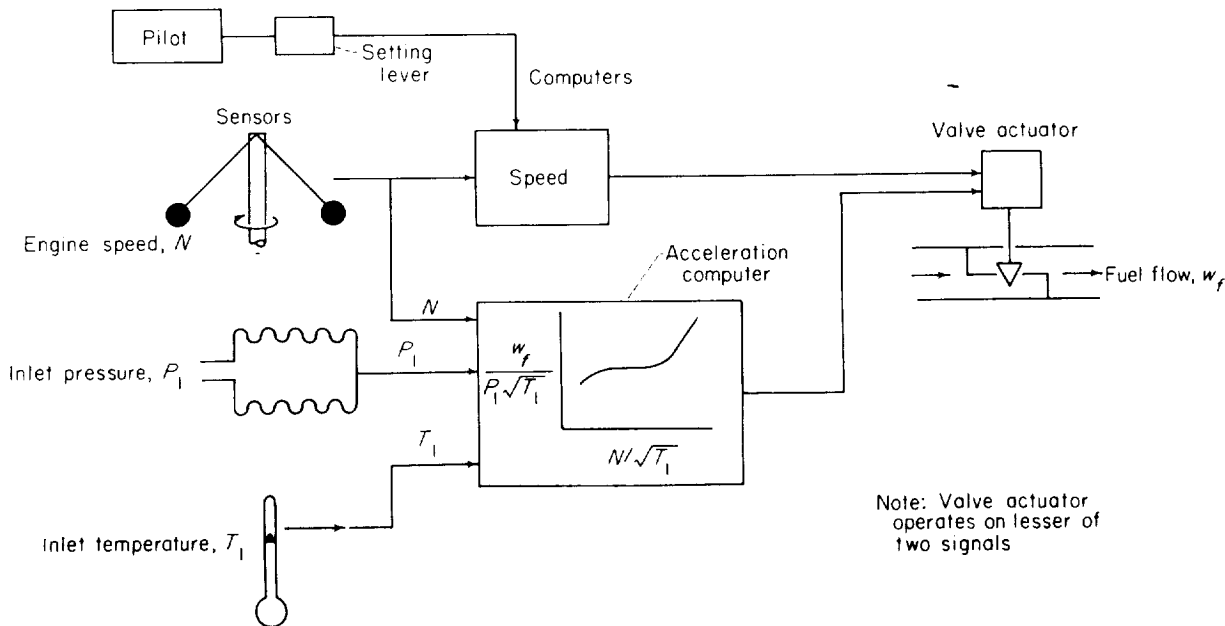 Pilot
Setting
lever
Computers
Sensors
Valve actuator
Speed
Engine speed, N
Acceleration
computer
Fuel flow, w_f
N
Inlet pressure, P_1
P_1
w_f
P_1√T_1
T_1
N/√T_1
Inlet temperature, T_1
Note: Valve actuator
operates on lesser of
two signals